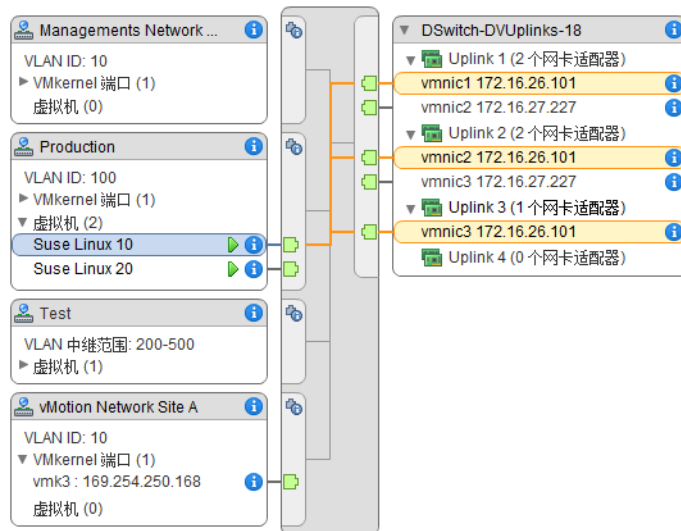 Managements Network ...
VLAN ID: 10
VMkernel 端口 (1)
虚拟机 (0)
Production
VLAN ID: 100
VMkernel 端口 (1)
虚拟机 (2)
Suse Linux 10
Suse Linux 20
Test
VLAN 中继范围: 200-500
虚拟机 (1)
vMotion Network Site A
VLAN ID: 10
VMkernel 端口 (1)
vmk3 : 169.254.250.168
虚拟机 (0)
DSwitch-DVUplinks-18
Uplink 1 (2 个网卡适配器)
vmnic1 172.16.26.101
vmnic2 172.16.27.227
Uplink 2 (2 个网卡适配器)
vmnic2 172.16.26.101
vmnic3 172.16.27.227
Uplink 3 (1 个网卡适配器)
vmnic3 172.16.26.101
Uplink 4 (0 个网卡适配器)